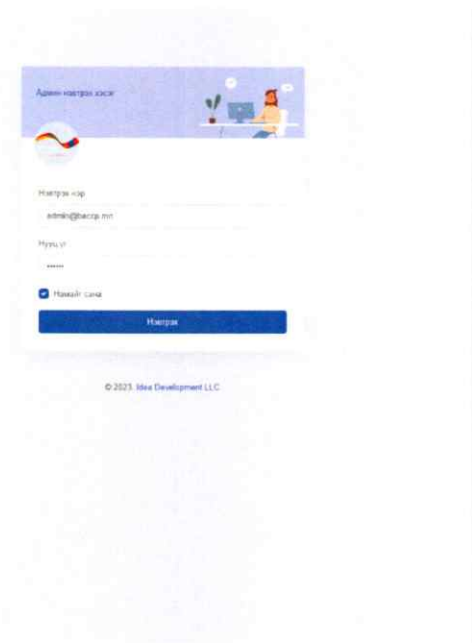 Админ нэвтрэх хэсэг
Нэвтрэх нэр
admin@baccp.mn
Нууц үг
••••••
Намайг сана
Нэвтрэх
© 2023. Idea Development LLC